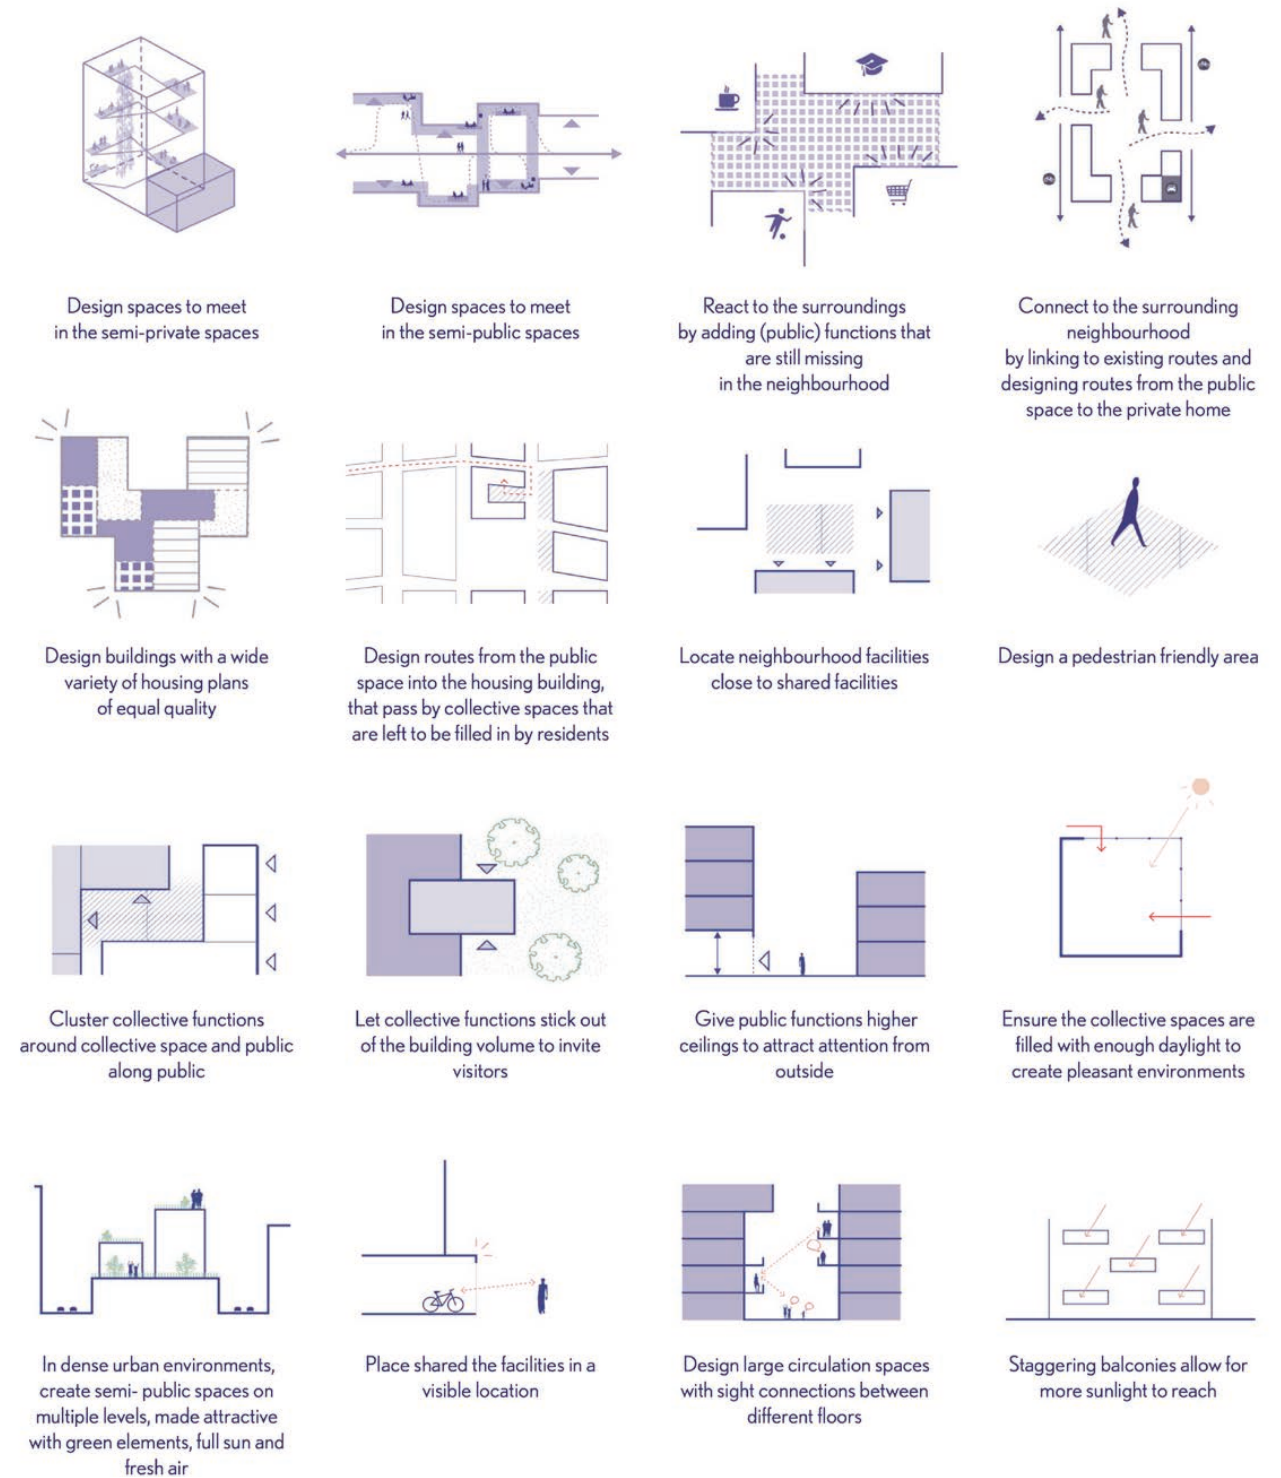 Design spaces to meet
in the semi-private spaces
Design spaces to meet
in the semi-public spaces
React to the surroundings
by adding (public) functions that
are still missing
in the neighbourhood
Connect to the surrounding
neighbourhood
by linking to existing routes and
designing routes from the public
space to the private home
Design buildings with a wide
variety of housing plans
of equal quality
Design routes from the public
space into the housing building,
that pass by collective spaces that
are left to be filled in by residents
Locate neighbourhood facilities
close to shared facilities
Design a pedestrian friendly area
Cluster collective functions
around collective space and public
along public
Let collective functions stick out
of the building volume to invite
visitors
Give public functions higher
ceilings to attract attention from
outside
Ensure the collective spaces are
filled with enough daylight to
create pleasant environments
In dense urban environments,
create semi- public spaces on
multiple levels, made attractive
with green elements, full sun and
fresh air
Place shared the facilities in a
visible location
Design large circulation spaces
with sight connections between
different floors
Staggering balconies allow for
more sunlight to reach